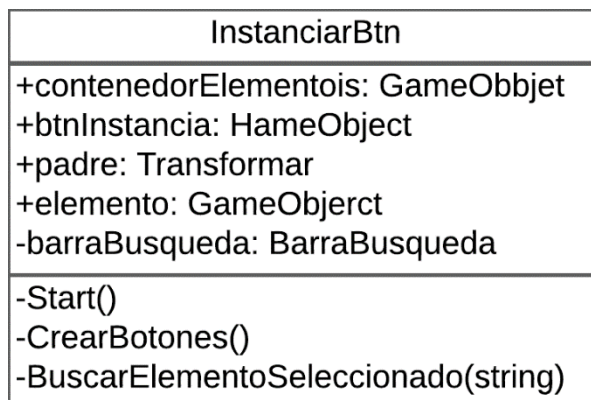 InstanciarBtn
+contenedorElementois: GameObbjet
+btnInstancia: HameObject
+padre: Transformar
+elemento: GameObjerct
-barraBusqueda: BarraBusqueda
-Start()
-CrearBotones()
-BuscarElementoSeleccionado(string)